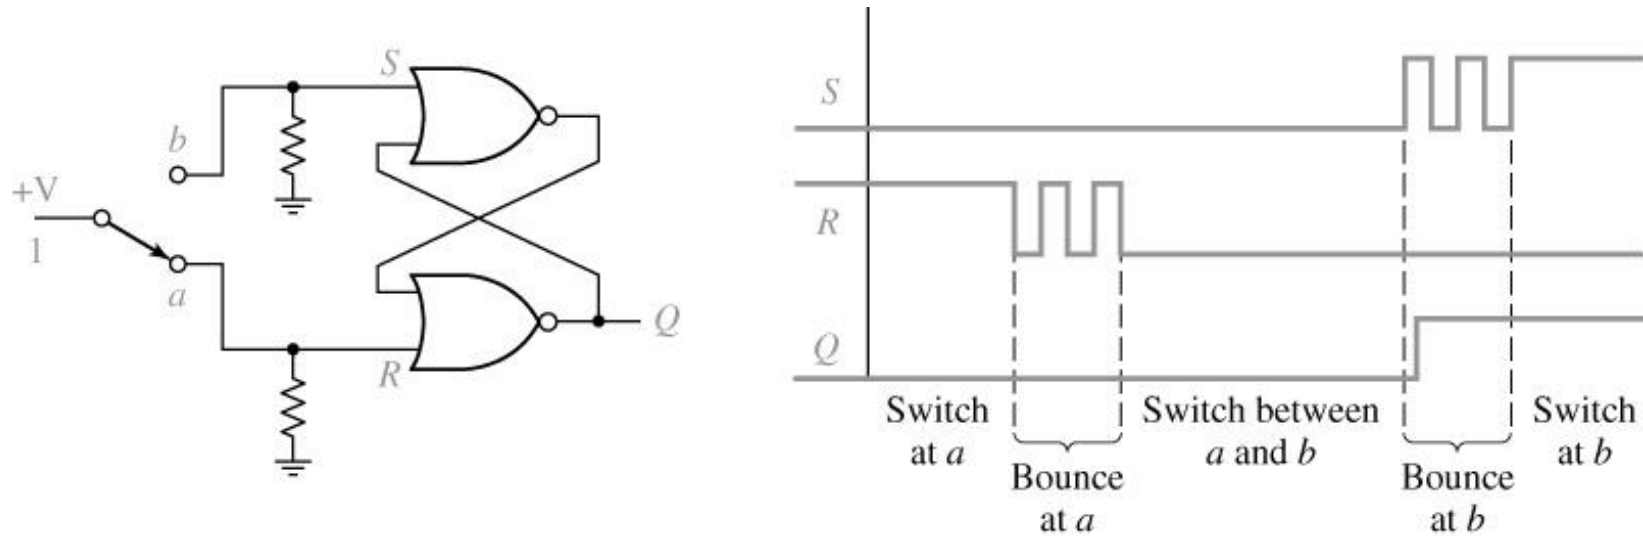 S
b
+V
1
a
R
Q
S
R
Q
Switch
at a
Bounce
at a
Switch between
a and b
Bounce
at b
Switch
at b